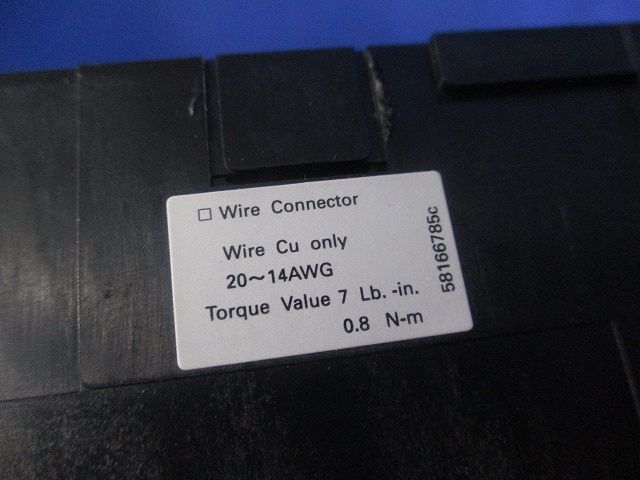 □ Wire Connector
Wire Cu only
20～14AWG
Torque Value 7 Lb.-in.
0.8 N-m
58166785c